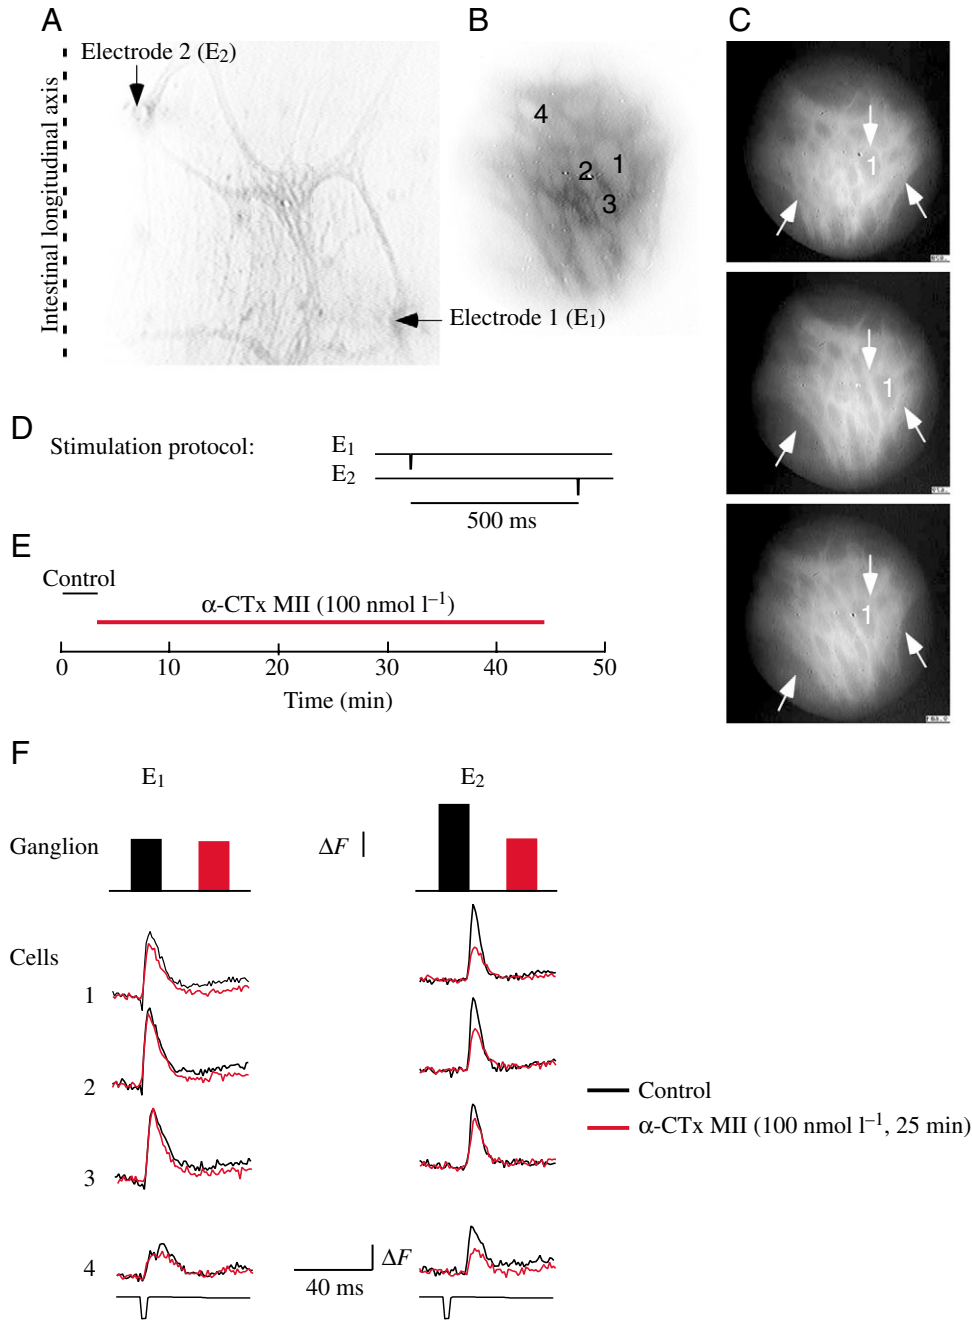 A
Electrode 2 (E2)
Intestinal longitudinal axis
Electrode 1 (E1)
B
4
2
1
3
C
1
1
1
D
Stimulation protocol:
E1
E2
500 ms
E
Control
α-CTx MII (100 nmol l–1)
0 10 20 30 40 50
Time (min)
F
E1 E2
Ganglion
ΔF
Cells
1
2
3
4
40 ms
ΔF
Control
α-CTx MII (100 nmol l–1, 25 min)